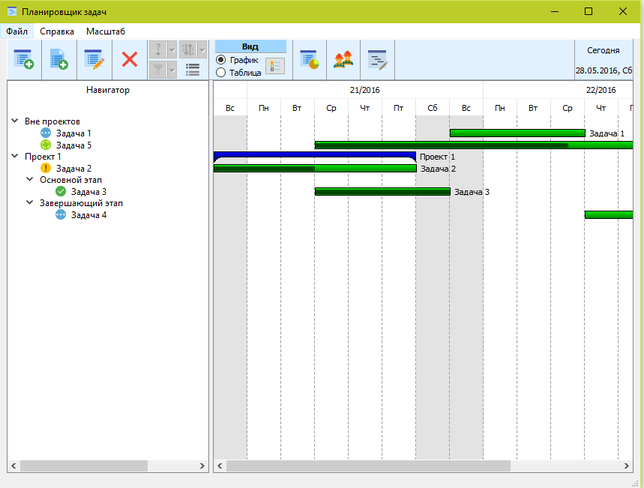 Планировщик задач
Файл Справка Масштаб
Вид
График
Таблица
Сегодня
28.05.2016, Сб
Навигатор
21/2016 22/2016
Вс Пн Вт Ср Чт Пт Сб Вс Пн Вт Ср Чт
Вне проектов
Задача 1
Задача 5
Проект 1
Задача 2
Основной этап
Задача 3
Завершающий этап
Задача 4
Задача 1
Проект 1
Задача 2
Задача 3